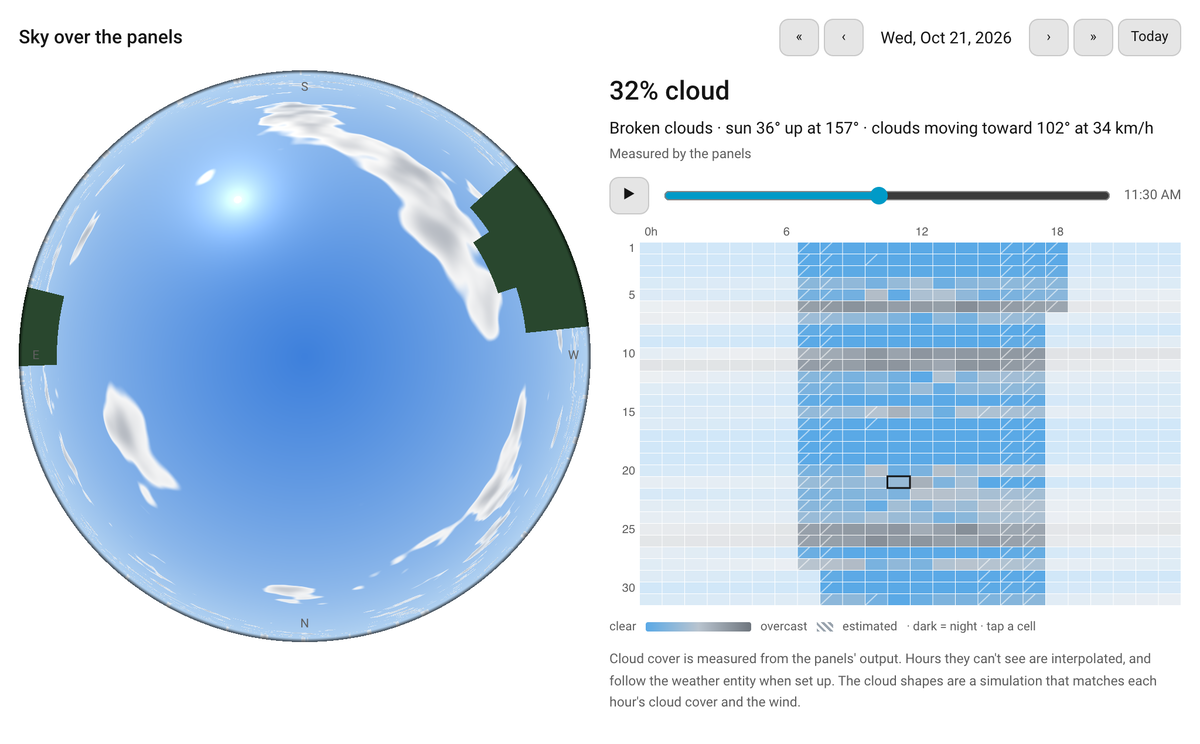 Sky over the panels
«
‹
Wed, Oct 21, 2026
›
»
Today
S
E
W
N
32% cloud
Broken clouds · sun 36° up at 157° · clouds moving toward 102° at 34 km/h
Measured by the panels
11:30 AM
0h 6 12 18
1
5
10
15
20
25
30
clear overcast estimated · dark = night · tap a cell
Cloud cover is measured from the panels' output. Hours they can't see are interpolated, and
follow the weather entity when set up. The cloud shapes are a simulation that matches each
hour's cloud cover and the wind.